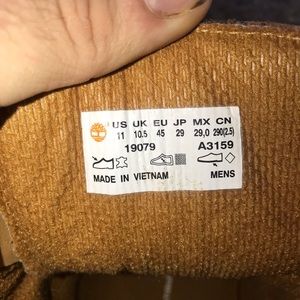 US UK EU JP MX CN
11 10.5 45 29 29,0 290(2.5)
19079 A3159
MADE IN VIETNAM MENS